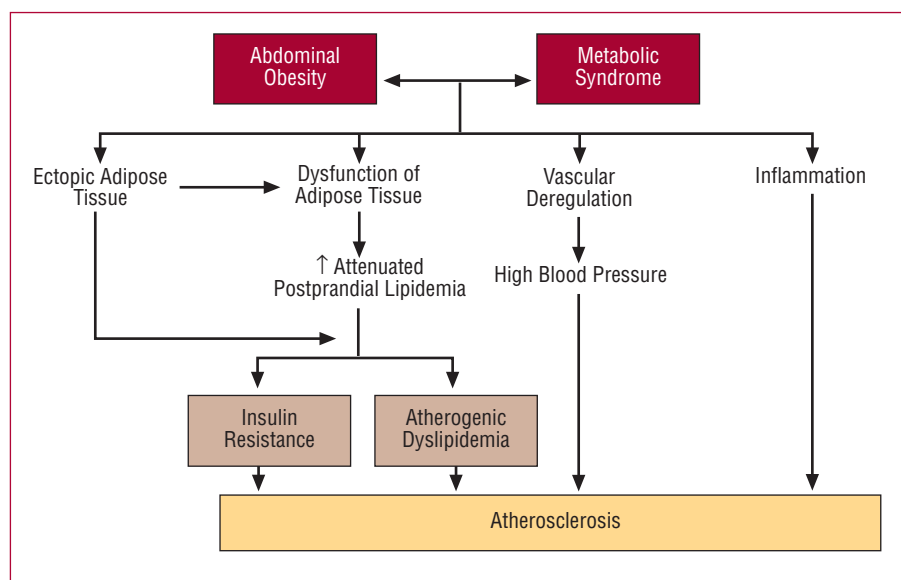 Abdominal
Obesity
Metabolic
Syndrome
Ectopic Adipose
Tissue
Dysfunction of
Adipose Tissue
Vascular
Deregulation
Inflammation
↑ Attenuated
Postprandial Lipidemia
High Blood Pressure
Insulin
Resistance
Atherogenic
Dyslipidemia
Atherosclerosis